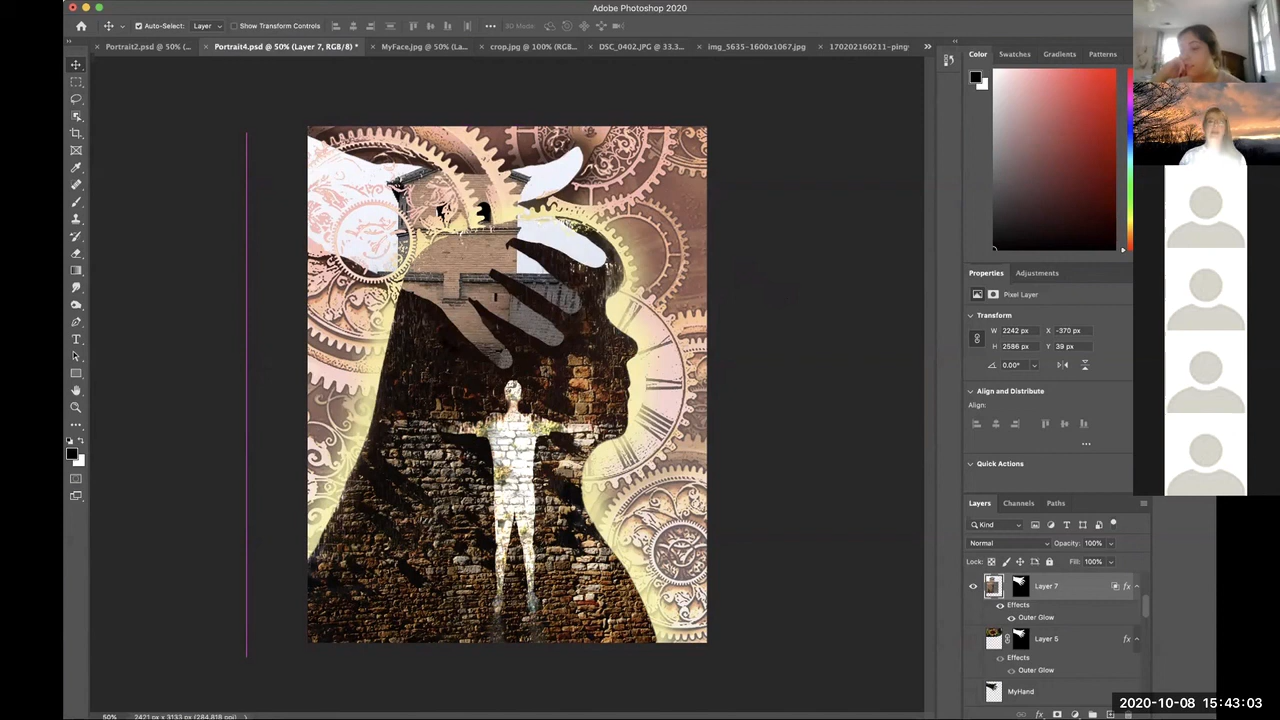 Adobe Photoshop 2020
Auto-Select: Layer Show Transform Controls 3D Mode:
Portrait2.psd @ 50% (... Portrait4.psd @ 50% (Layer 7, RGB/8) * MyFace.jpg @ 50% (La... crop.jpg @ 100% (RGB... DSC_0402.JPG @ 33.3... img_5635-1600x1067.jpg 170202160211-ping
Color Swatches Gradients Patterns
Properties Adjustments
Pixel Layer
Transform
W 2242 px X -370 px
H 2586 px Y 39 px
0.00°
Align and Distribute
Align:
Quick Actions
Layers Channels Paths
Kind
Normal Opacity: 100%
Lock: Fill: 100%
Layer 7 fx
Effects
Outer Glow
Layer 5 fx
Effects
Outer Glow
MyHand
2020-10-08 15:43:03
50% 2421 px x 3133 px (284.818 ppi)